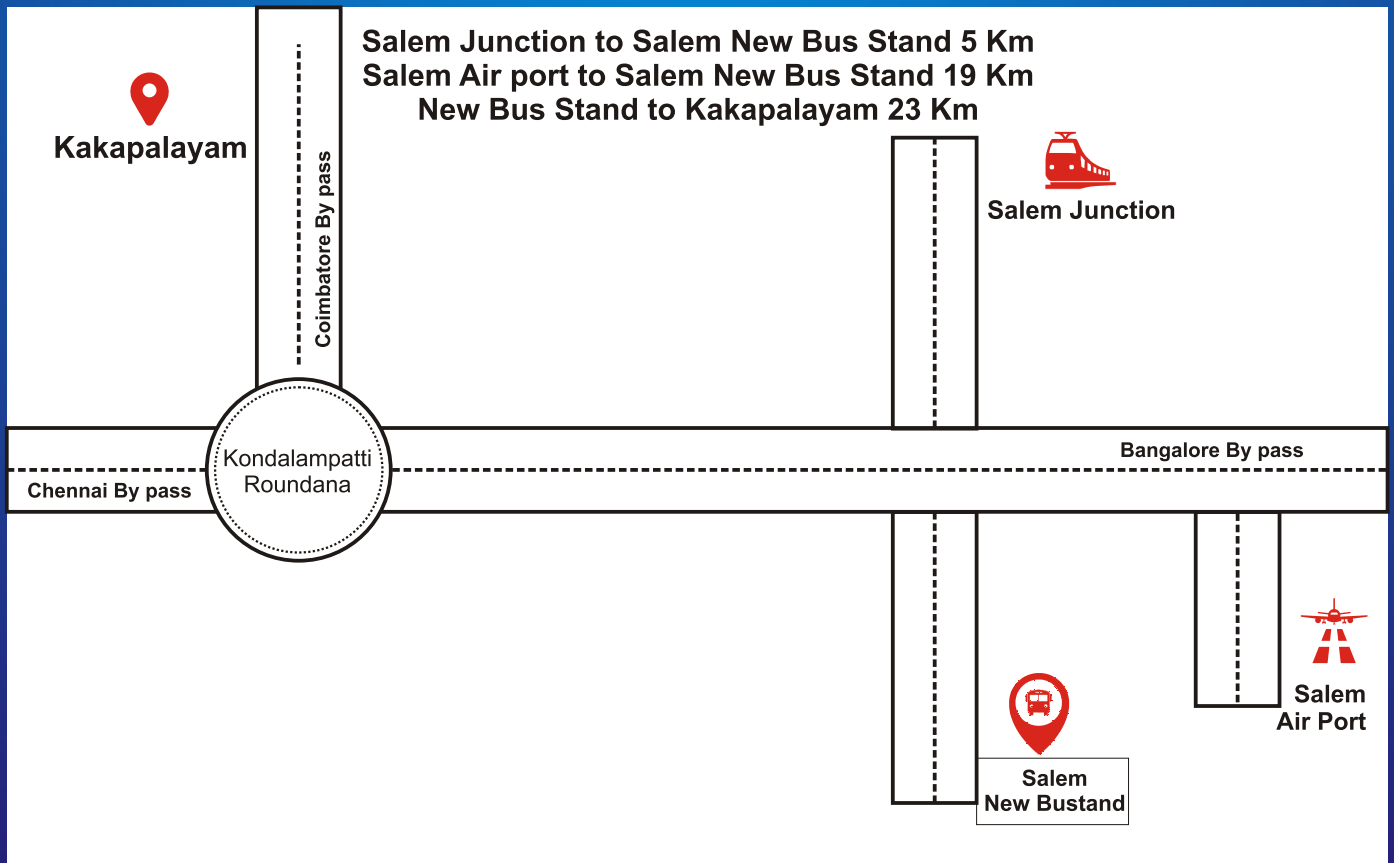 Salem Junction to Salem New Bus Stand 5 Km
Salem Air port to Salem New Bus Stand 19 Km
New Bus Stand to Kakapalayam 23 Km
Kakapalayam
Coimbatore By pass
Salem Junction
Kondalampatti
Roundana
Bangalore By pass
Chennai By pass
Salem
Air Port
Salem
New Bustand